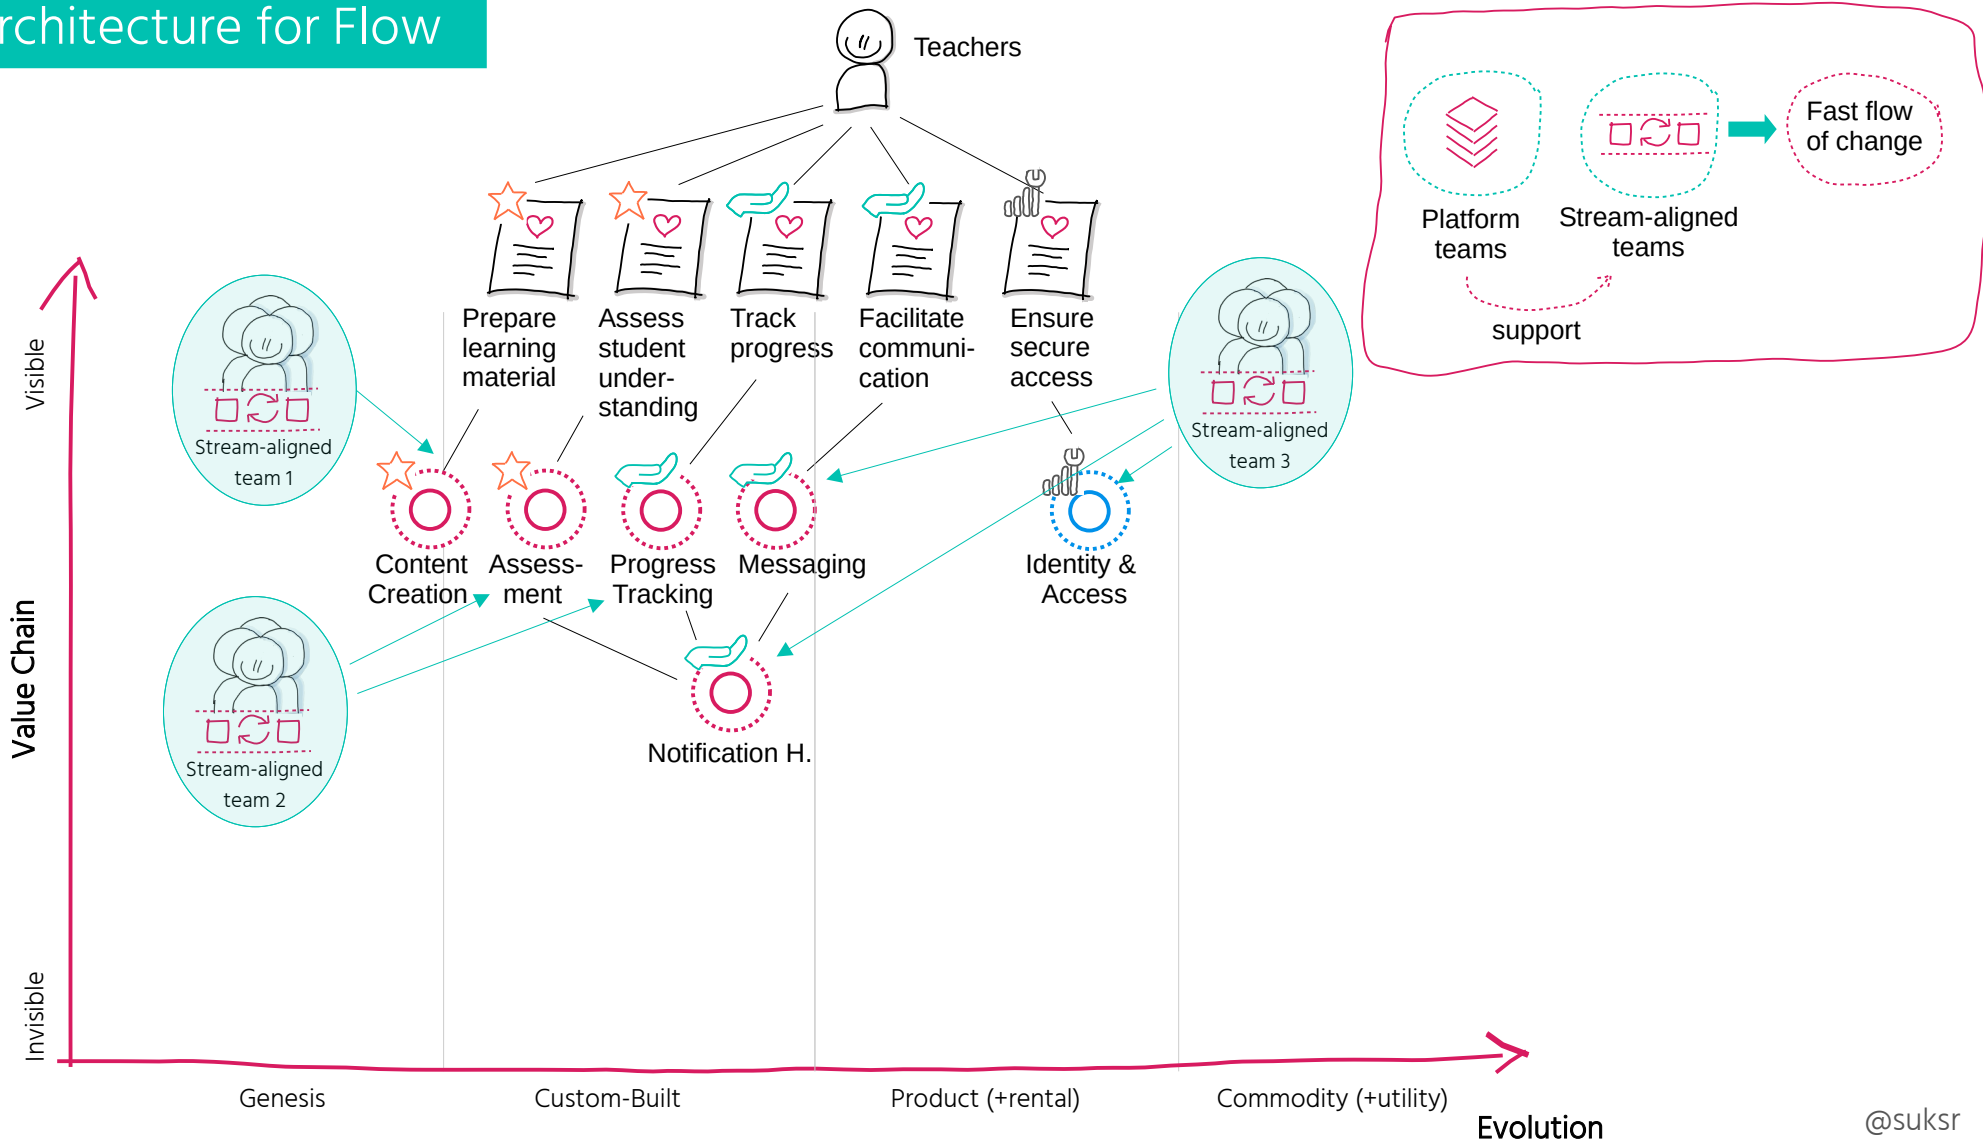 rchitecture for Flow
Teachers
Fast flow
of change
Platform
teams
Stream-aligned
teams
support
Prepare
learning
material
Assess
student
under-
standing
Track
progress
Facilitate
communi-
cation
Ensure
secure
access
Visible
Stream-aligned
team 1
Stream-aligned
team 3
Content
Creation
Assess-
ment
Progress
Tracking
Messaging
Identity &
Access
Value Chain
Stream-aligned
team 2
Notification H.
Invisible
Genesis
Custom-Built
Product (+rental)
Commodity (+utility)
Evolution
@suksr